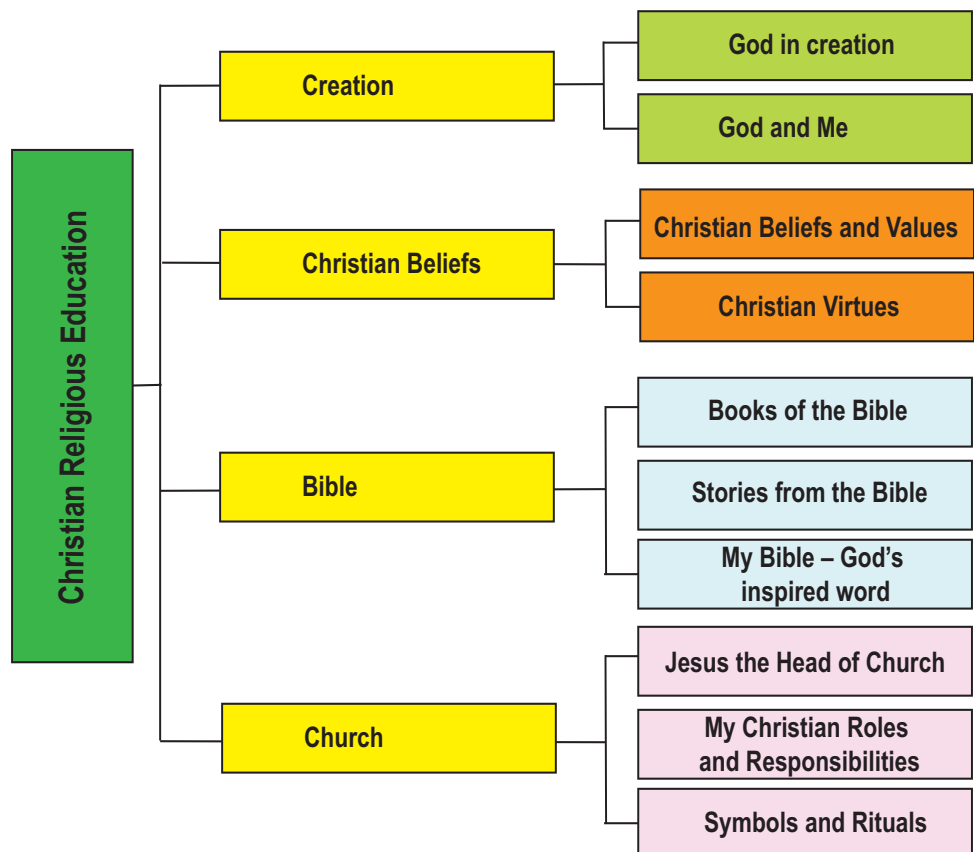 Christian Religious Education
Creation
God in creation
God and Me
Christian Beliefs
Christian Beliefs and Values
Christian Virtues
Bible
Books of the Bible
Stories from the Bible
My Bible – God’s
inspired word
Church
Jesus the Head of Church
My Christian Roles
and Responsibilities
Symbols and Rituals